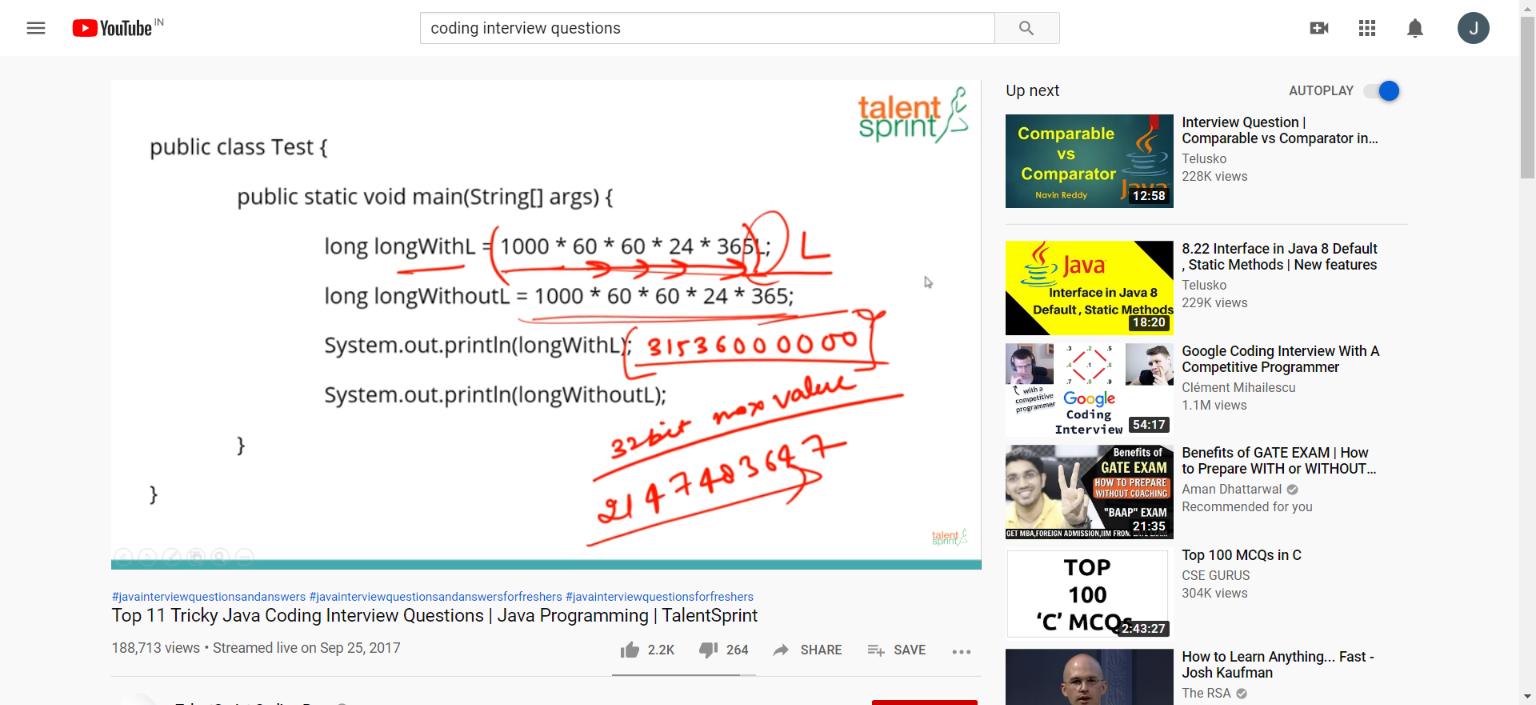 YouTube IN
coding interview questions
J
talent
sprint
public class Test {
public static void main(String[] args) {
long longWithL = (1000 * 60 * 60 * 24 * 365L; L
long longWithoutL = 1000 * 60 * 60 * 24 * 365;
System.out.println(longWithL); 31536000000
System.out.println(longWithoutL);
32bit max value
2147483647
}
}
talent
sprint
#javainterviewquestionsandanswers #javainterviewquestionsandanswersforfreshers #javainterviewquestionsforfreshers
Top 11 Tricky Java Coding Interview Questions | Java Programming | TalentSprint
188,713 views • Streamed live on Sep 25, 2017
2.2K 264 SHARE SAVE
Up next AUTOPLAY
Comparable
vs
Comparator
Navin Reddy
Java
12:58
Interview Question |
Comparable vs Comparator in...
Telusko
228K views
Java
Interface in Java 8
Default , Static Methods
18:20
8.22 Interface in Java 8 Default
, Static Methods | New features
Telusko
229K views
with a
competitive
programmer
Google
Coding
Interview
54:17
Google Coding Interview With A
Competitive Programmer
Clément Mihailescu
1.1M views
Benefits of
GATE EXAM
HOW TO PREPARE
WITHOUT COACHING
"BAAP" EXAM
GET MBA,FOREIGN ADMISSION,IIM FROM
21:35
Benefits of GATE EXAM | How
to Prepare WITH or WITHOUT...
Aman Dhattarwal
Recommended for you
TOP
100
'C' MCQs
2:43:27
Top 100 MCQs in C
CSE GURUS
304K views
How to Learn Anything... Fast -
Josh Kaufman
The RSA